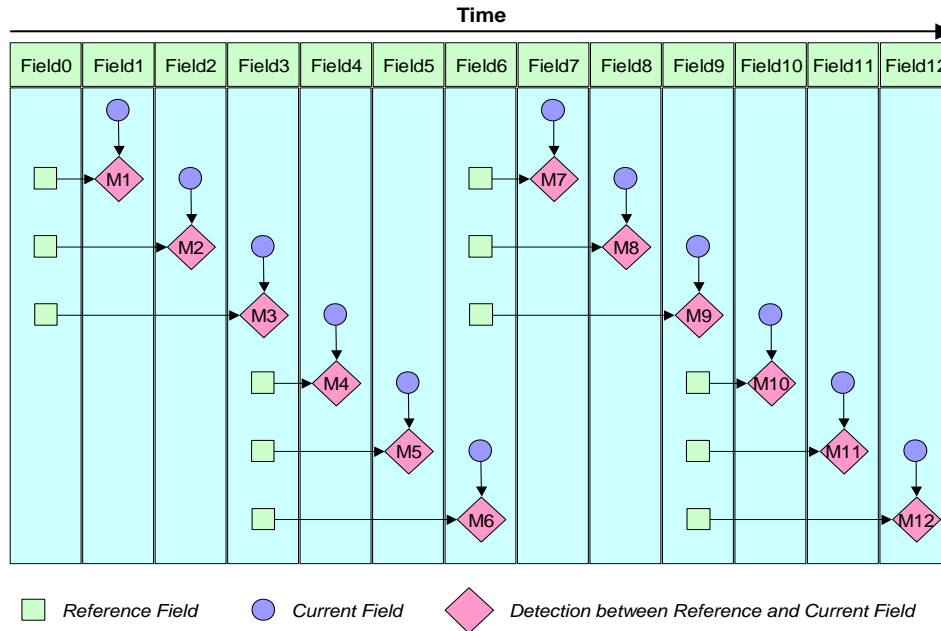 Time
Field0 Field1 Field2 Field3 Field4 Field5 Field6 Field7 Field8 Field9 Field10 Field11 Field12
M1 M7
M2 M8
M3 M9
M4 M10
M5 M11
M6 M12
Reference Field Current Field Detection between Reference and Current Field